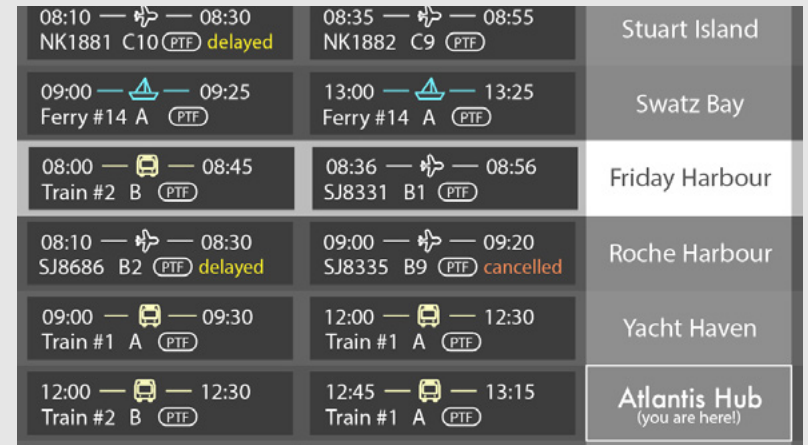 08:10 08:30 08:35 08:55 Stuart Island
NK1881 C10 PTF delayed NK1882 C9 PTF
09:00 09:25 13:00 13:25 Swatz Bay
Ferry #14 A PTF Ferry #14 A PTF
08:00 08:45 08:36 08:56 Friday Harbour
Train #2 B PTF SJ8331 B1 PTF
08:10 08:30 09:00 09:20 Roche Harbour
SJ8686 B2 PTF delayed SJ8335 B9 PTF cancelled
09:00 09:30 12:00 12:30 Yacht Haven
Train #1 A PTF Train #1 A PTF
12:00 12:30 12:45 13:15 Atlantis Hub
Train #2 B PTF Train #1 A PTF (you are here!)